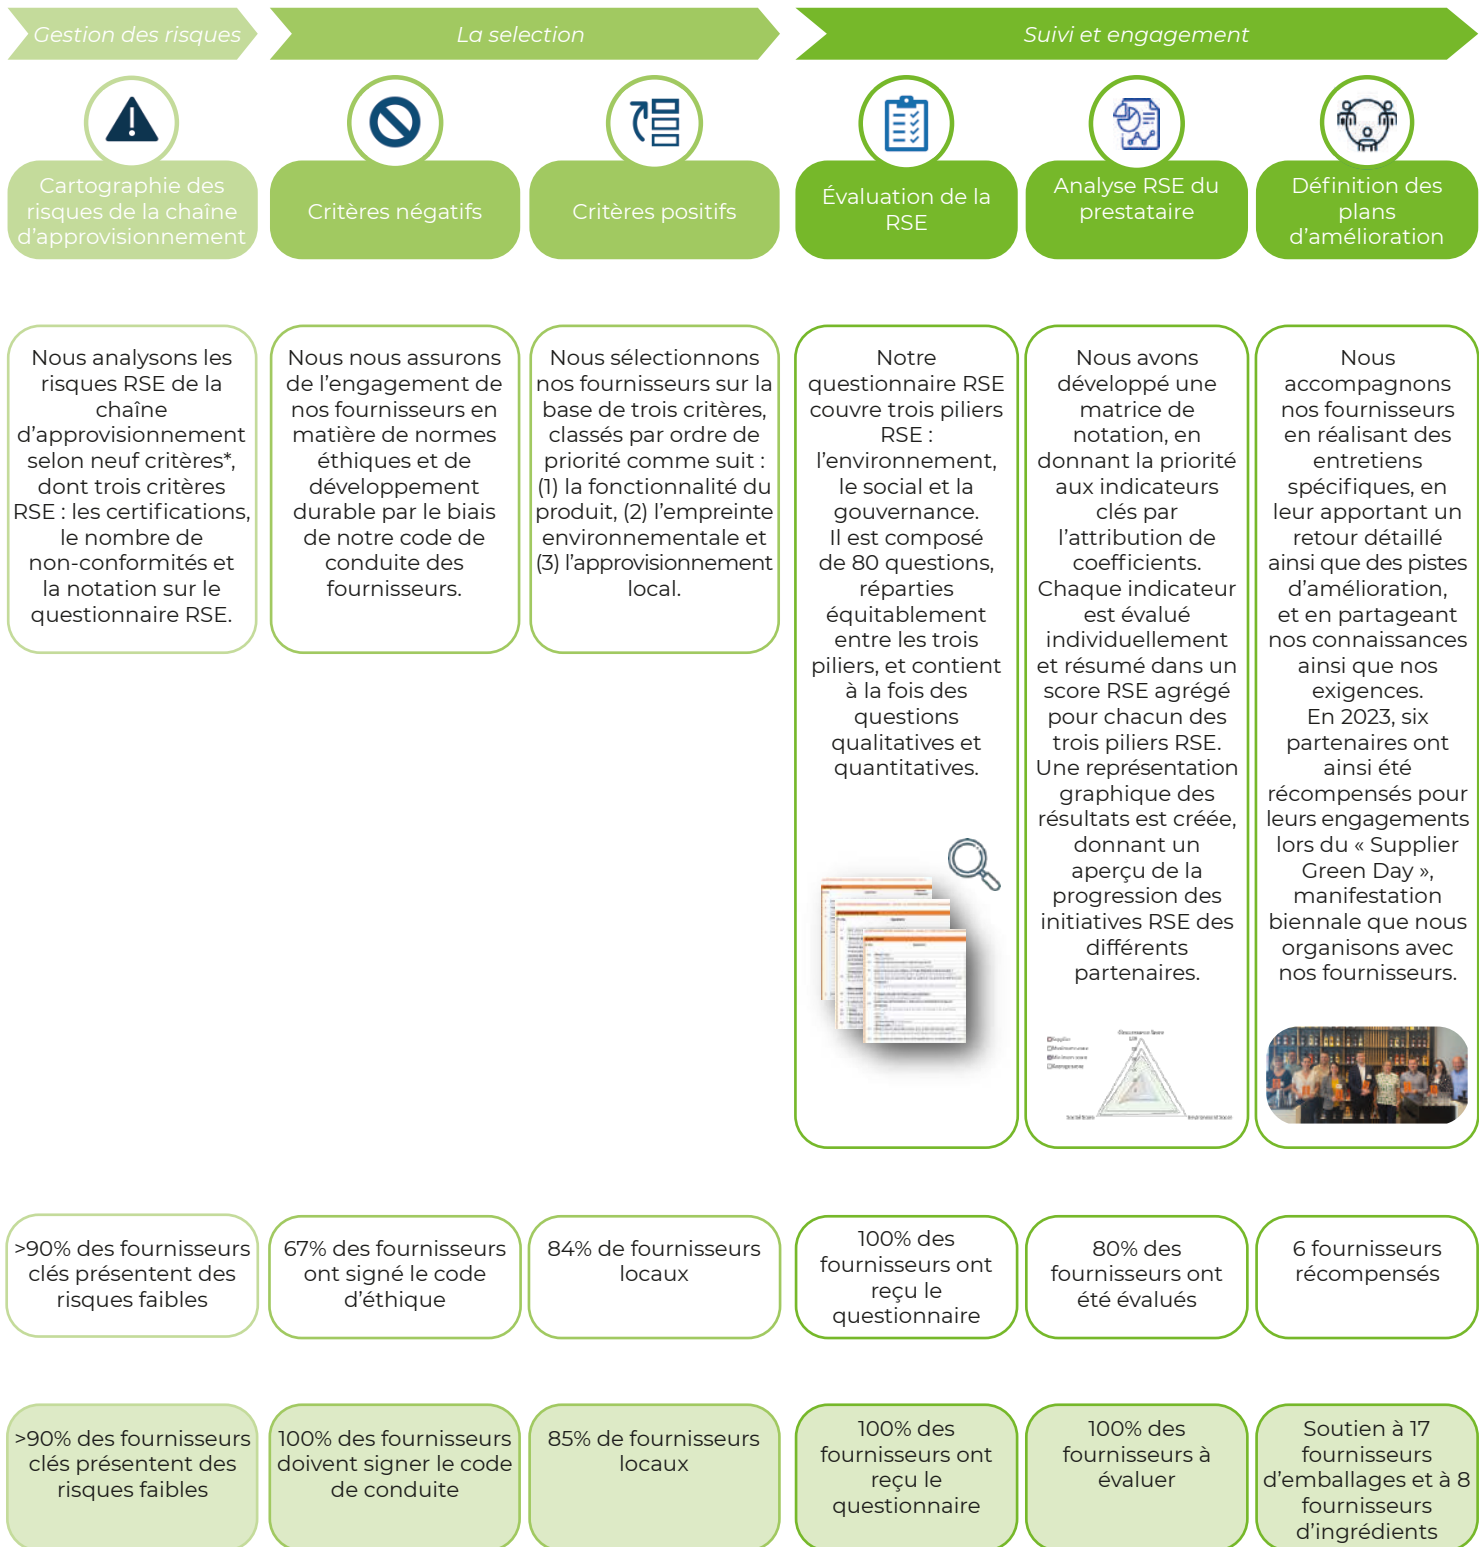 Gestion des risques
La selection
Suivi et engagement
Cartographie des
risques de la chaîne
d'approvisionnement
Critères négatifs
Critères positifs
Évaluation de la
RSE
Analyse RSE du
prestataire
Définition des
plans
d'amélioration
Nous analysons les
risques RSE de la
chaîne
d'approvisionnement
selon neuf critères*,
dont trois critères
RSE : les certifications,
le nombre de
non-conformités et
la notation sur le
questionnaire RSE.
Nous nous assurons
de l'engagement de
nos fournisseurs en
matière de normes
éthiques et de
développement
durable par le biais
de notre code de
conduite des
fournisseurs.
Nous sélectionnons
nos fournisseurs sur la
base de trois critères,
classés par ordre de
priorité comme suit :
(1) la fonctionnalité du
produit, (2) l'empreinte
environnementale et
(3) l'approvisionnement
local.
Notre
questionnaire RSE
couvre trois piliers
RSE :
l'environnement,
le social et la
gouvernance.
Il est composé
de 80 questions,
réparties
équitablement
entre les trois
piliers, et contient
à la fois des
questions
qualitatives et
quantitatives.
Nous avons
développé une
matrice de
notation, en
donnant la priorité
aux indicateurs
clés par
l'attribution de
coefficients.
Chaque indicateur
est évalué
individuellement
et résumé dans un
score RSE agrégé
pour chacun des
trois piliers RSE.
Une représentation
graphique des
résultats est créée,
donnant un
aperçu de la
progression des
initiatives RSE des
différents
partenaires.
Nous
accompagnons
nos fournisseurs
en réalisant des
entretiens
spécifiques, en
leur apportant un
retour détaillé
ainsi que des pistes
d'amélioration,
et en partageant
nos connaissances
ainsi que nos
exigences.
En 2023, six
partenaires ont
ainsi été
récompensés pour
leurs engagements
lors du « Supplier
Green Day »,
manifestation
biennale que nous
organisons avec
nos fournisseurs.
>90% des fournisseurs
clés présentent des
risques faibles
67% des fournisseurs
ont signé le code
d'éthique
84% de fournisseurs
locaux
100% des
fournisseurs ont
reçu le
questionnaire
80% des
fournisseurs ont
été évalués
6 fournisseurs
récompensés
>90% des fournisseurs
clés présentent des
risques faibles
100% des fournisseurs
doivent signer le code
de conduite
85% de fournisseurs
locaux
100% des
fournisseurs ont
reçu le
questionnaire
100% des
fournisseurs à
évaluer
Soutien à 17
fournisseurs
d'emballages et à 8
fournisseurs
d'ingrédients